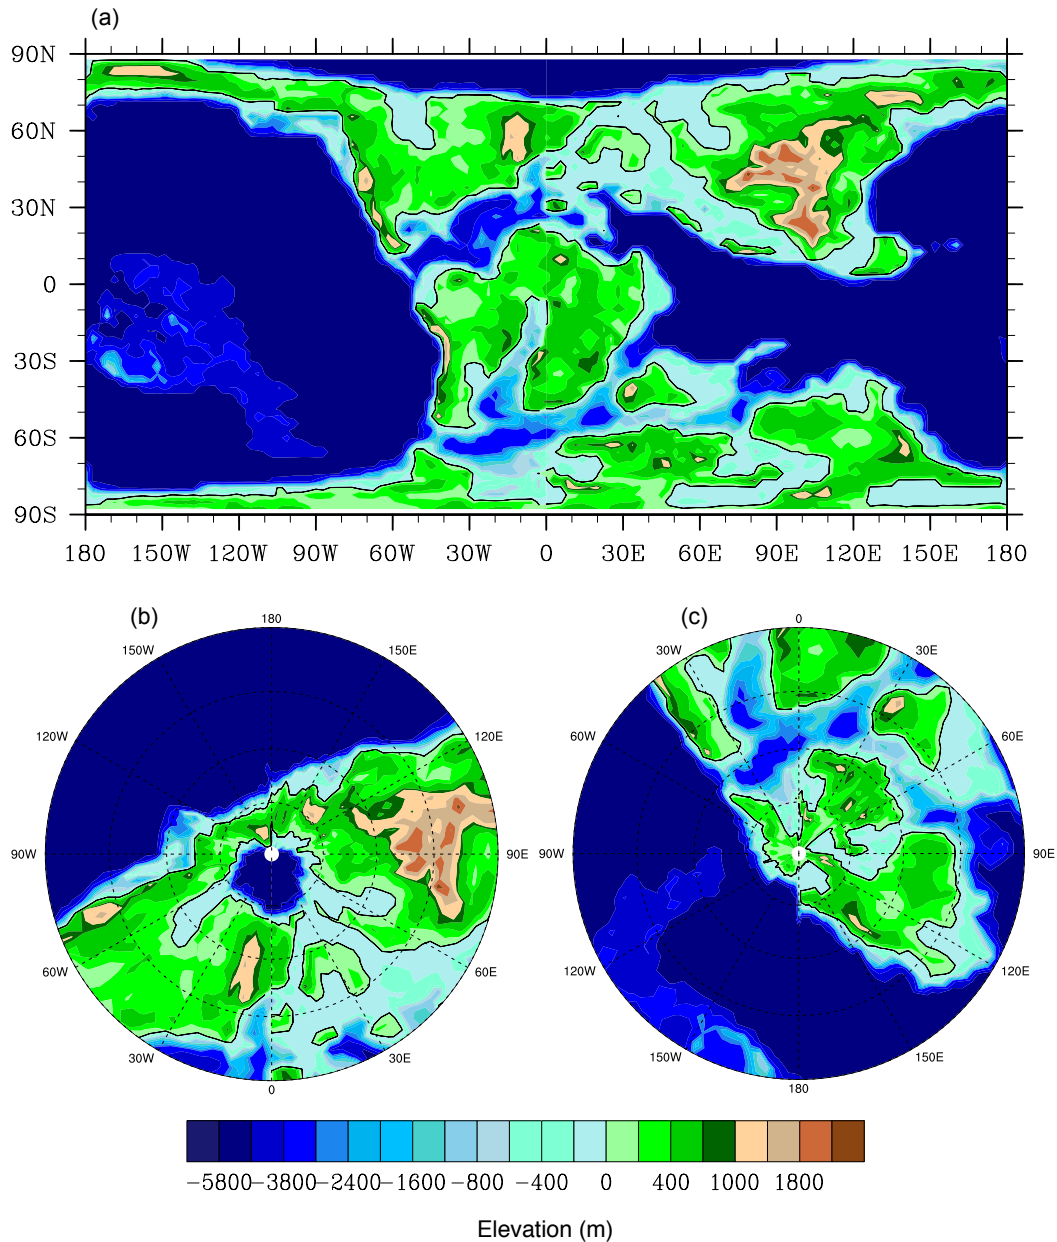 (a)
90N
60N
30N
0
30S
60S
90S
180 150W 120W 90W 60W 30W 0 30E 60E 90E 120E 150E 180
(b)
180
150W 150E
120W 120E
90W 90E
60W 60E
30W 30E
0
(c)
0
30W 30E
60W 60E
90W 90E
120W 120E
150W 150E
180
−5800 −3800 −2400 −1600 −800 −400 0 400 1000 1800
Elevation (m)